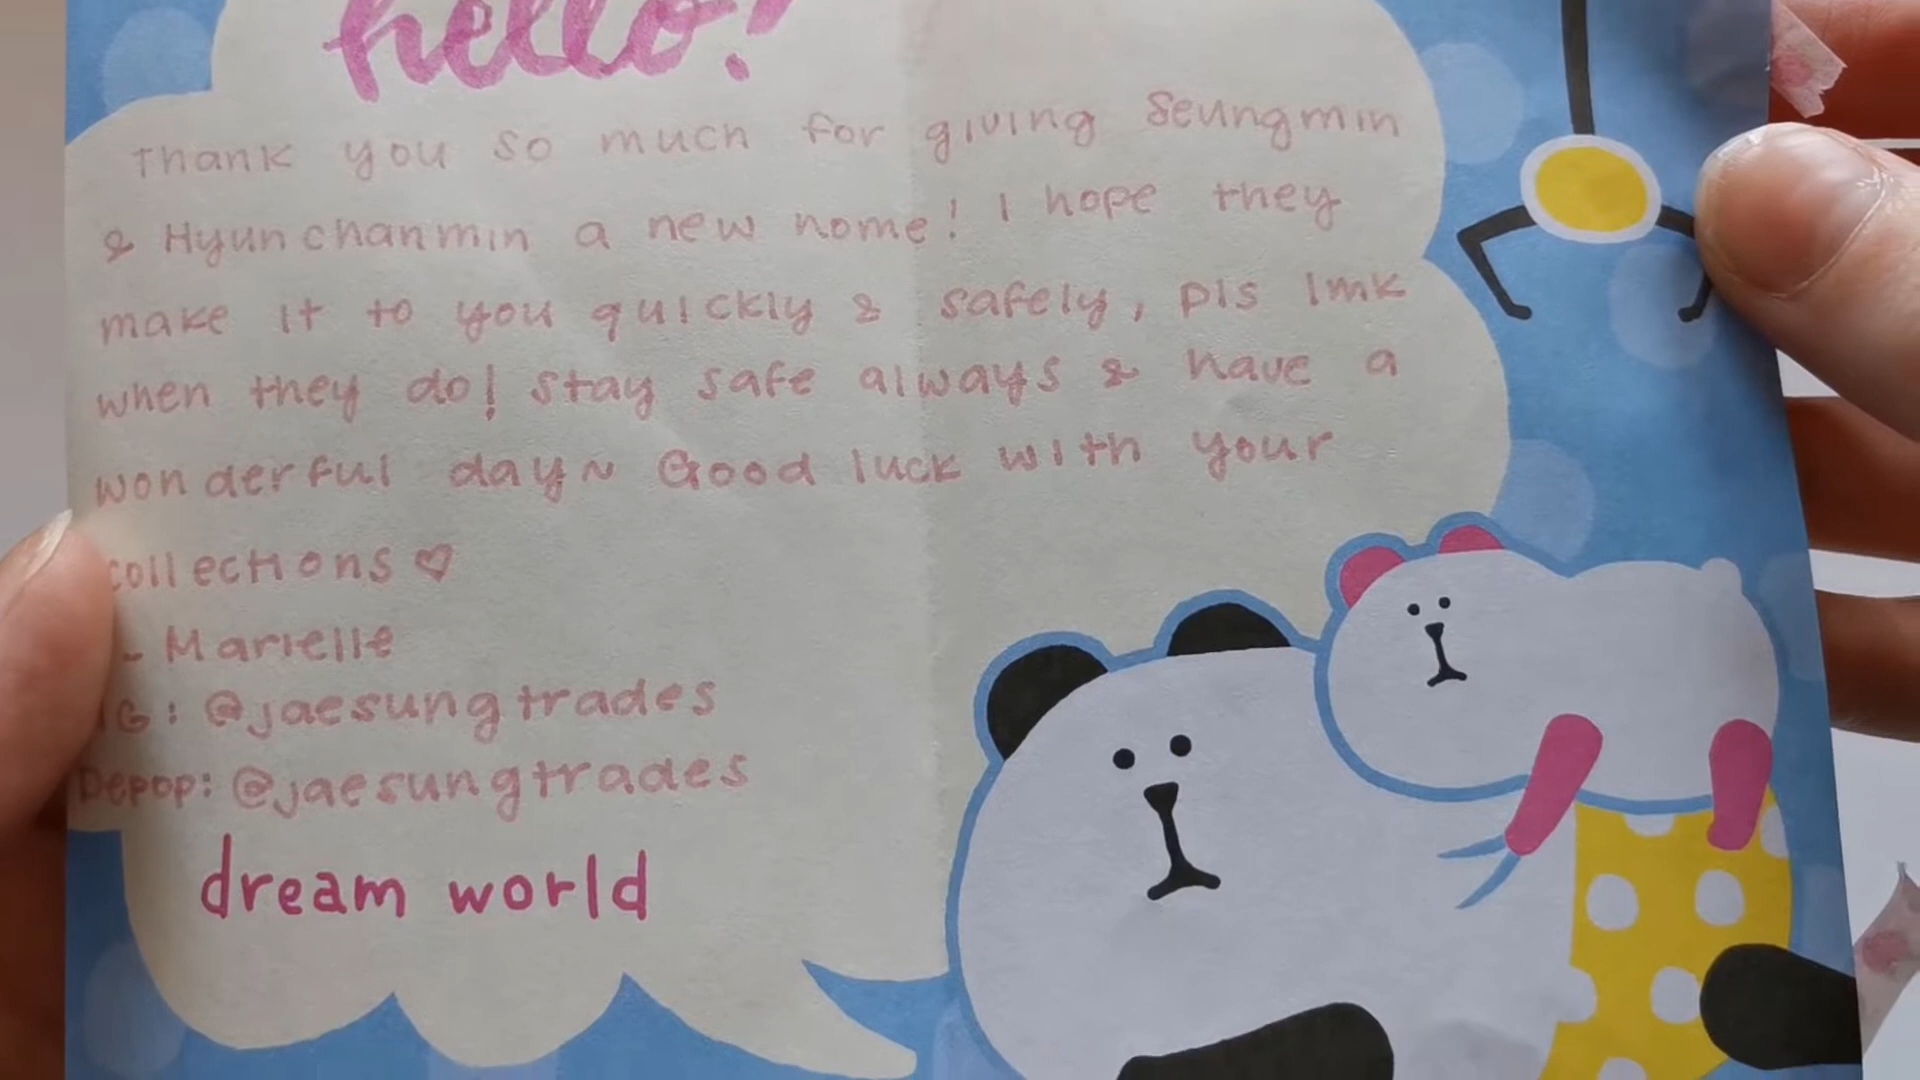 hello!
Thank you so much for giving Seungmin
& Hyunchanmin a new home! I hope they
make it to you quickly & safely, pls lmk
when they do! stay safe always & have a
wonderful day~ Good luck with your
collections ♡
- Marielle
IG: @jaesungtrades
Depop: @jaesungtrades
dream world